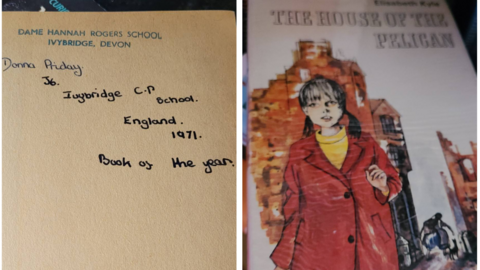 DAME HANNAH ROGERS SCHOOL
IVYBRIDGE, DEVON
Donna Priday
J6.
Ivybridge C.P
School.
England.
1971.
Book of the year.
Elizabeth Kyle
THE HOUSE OF THE
PELICAN